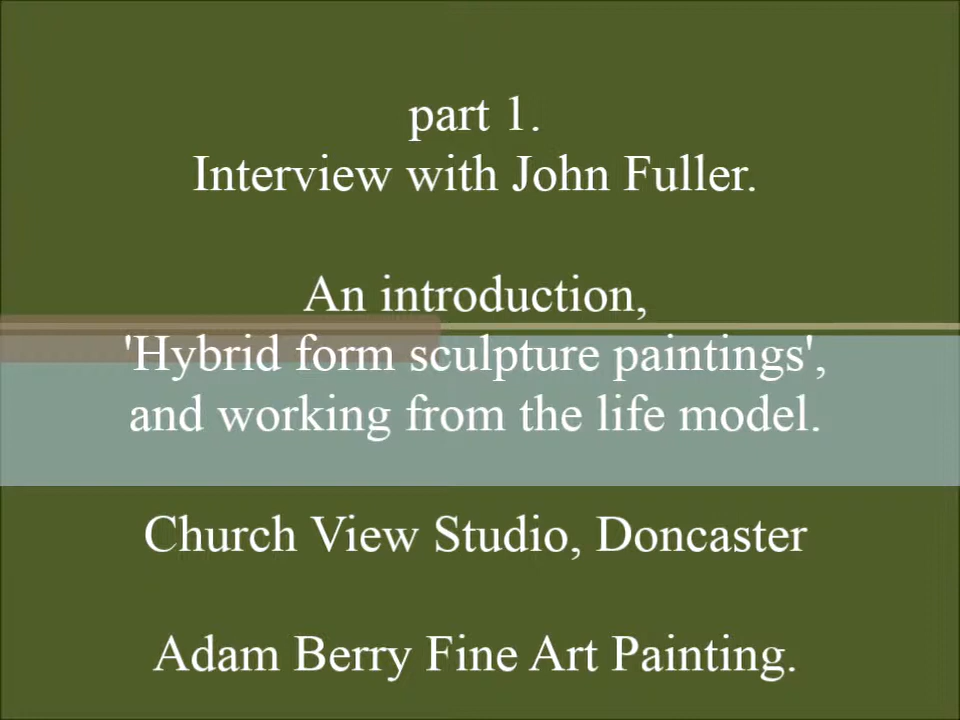 part 1.
Interview with John Fuller.
An introduction,
'Hybrid form sculpture paintings',
and working from the life model.
Church View Studio, Doncaster
Adam Berry Fine Art Painting.